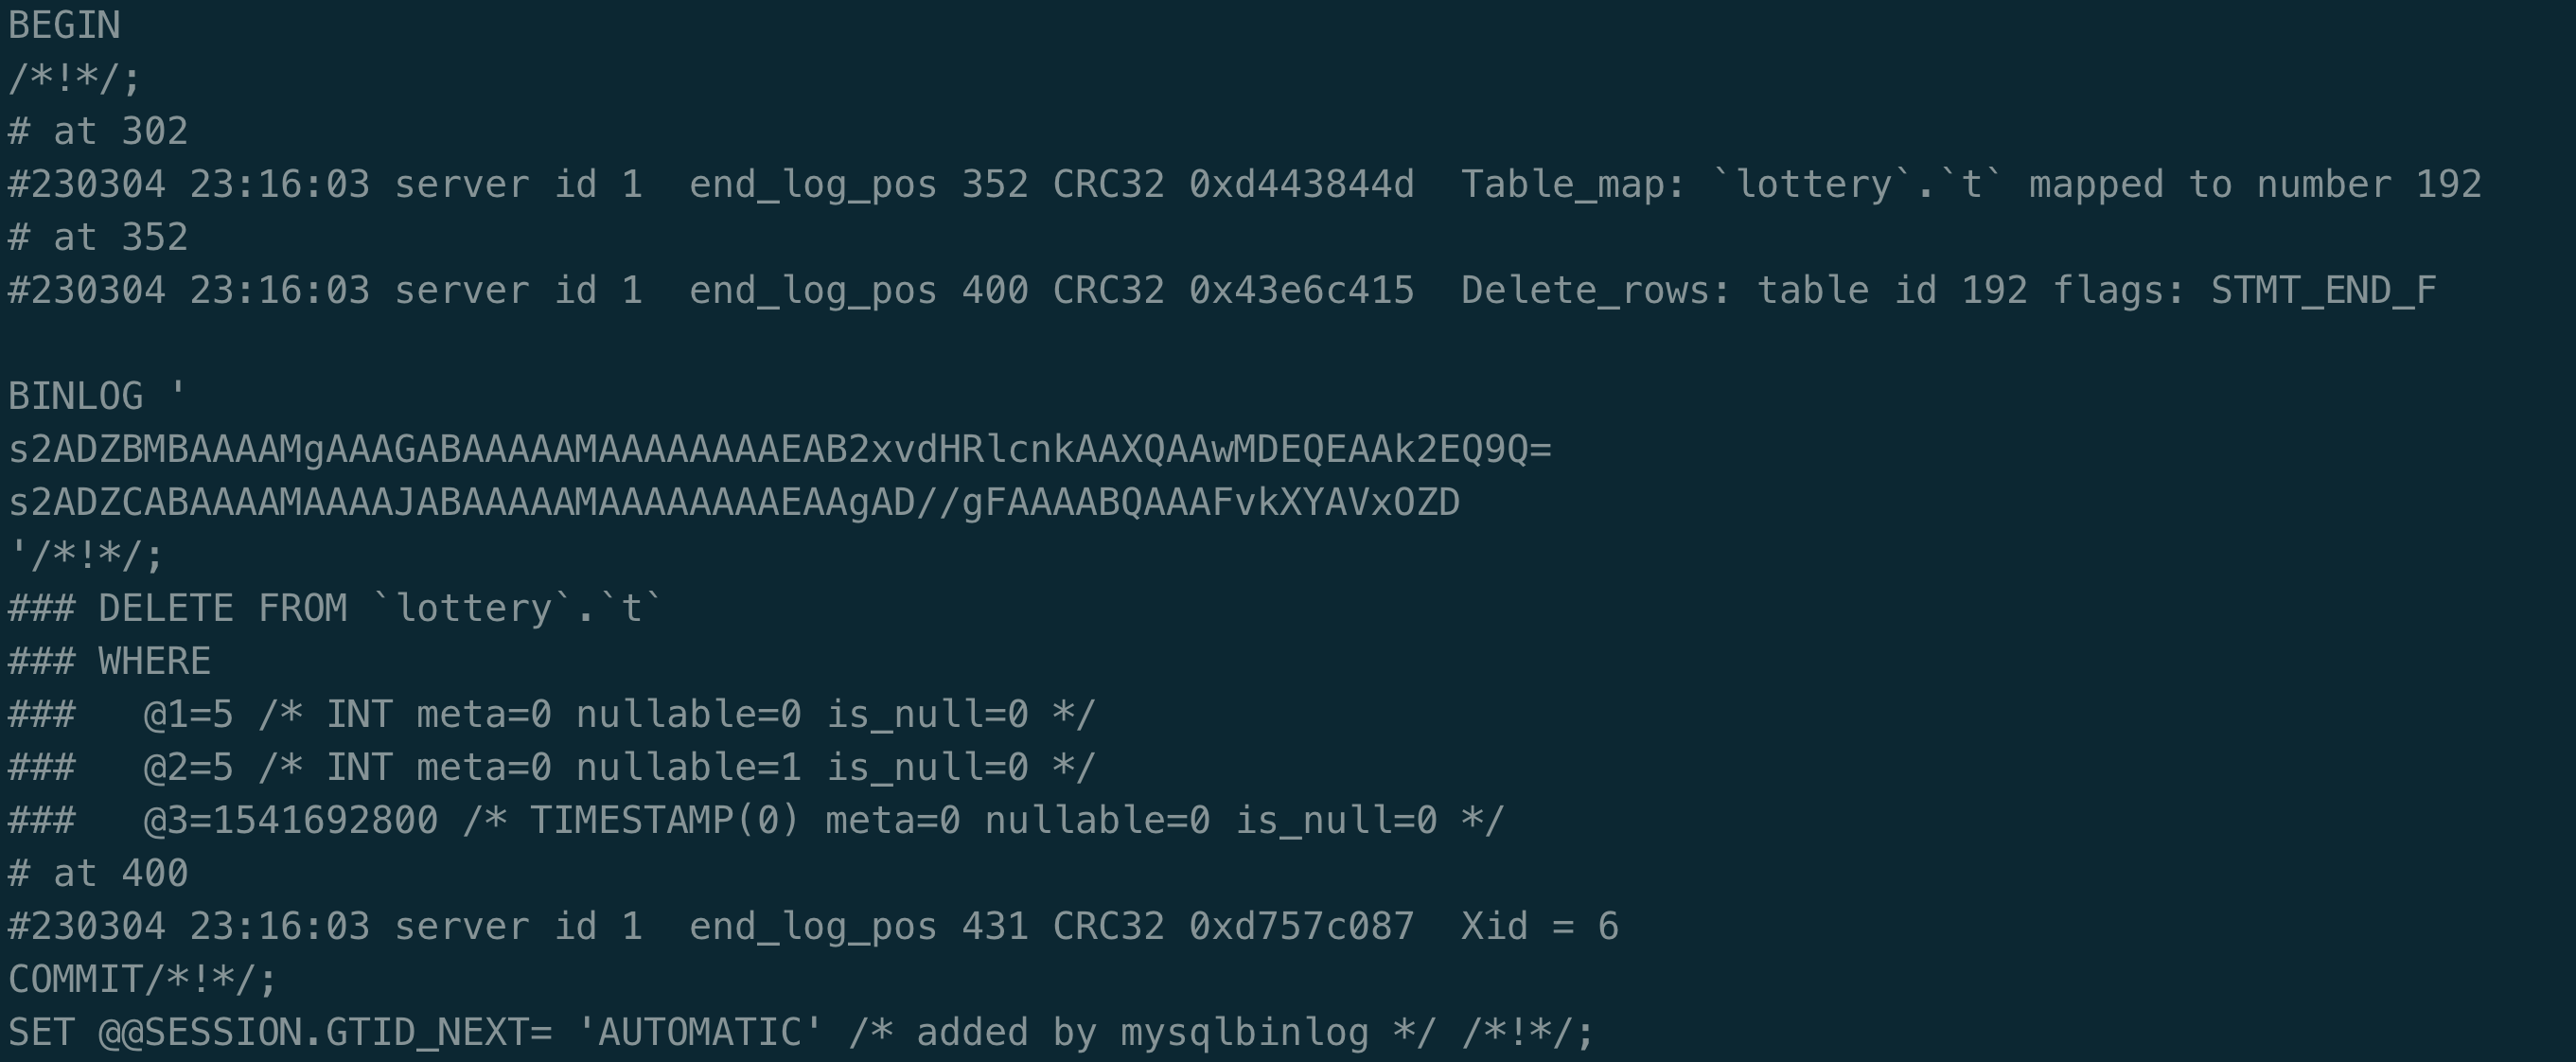 BEGIN
/*!*/;
# at 302
#230304 23:16:03 server id 1  end_log_pos 352 CRC32 0xd443844d  Table_map: `lottery`.`t` mapped to number 192
# at 352
#230304 23:16:03 server id 1  end_log_pos 400 CRC32 0x43e6c415  Delete_rows: table id 192 flags: STMT_END_F

BINLOG '
s2ADZBMBAAAAMgAAAGABAAAAAMAAAAAAAAEAB2xvdHRlcnkAAXQAAwMDEQEAAk2EQ9Q=
s2ADZCABAAAAMAAAAJABAAAAAMAAAAAAAAEAAgAD//gFAAAABQAAAFvkXYAVxOZD
'/*!*/;
### DELETE FROM `lottery`.`t`
### WHERE
###   @1=5 /* INT meta=0 nullable=0 is_null=0 */
###   @2=5 /* INT meta=0 nullable=1 is_null=0 */
###   @3=1541692800 /* TIMESTAMP(0) meta=0 nullable=0 is_null=0 */
# at 400
#230304 23:16:03 server id 1  end_log_pos 431 CRC32 0xd757c087  Xid = 6
COMMIT/*!*/;
SET @@SESSION.GTID_NEXT= 'AUTOMATIC' /* added by mysqlbinlog */ /*!*/;